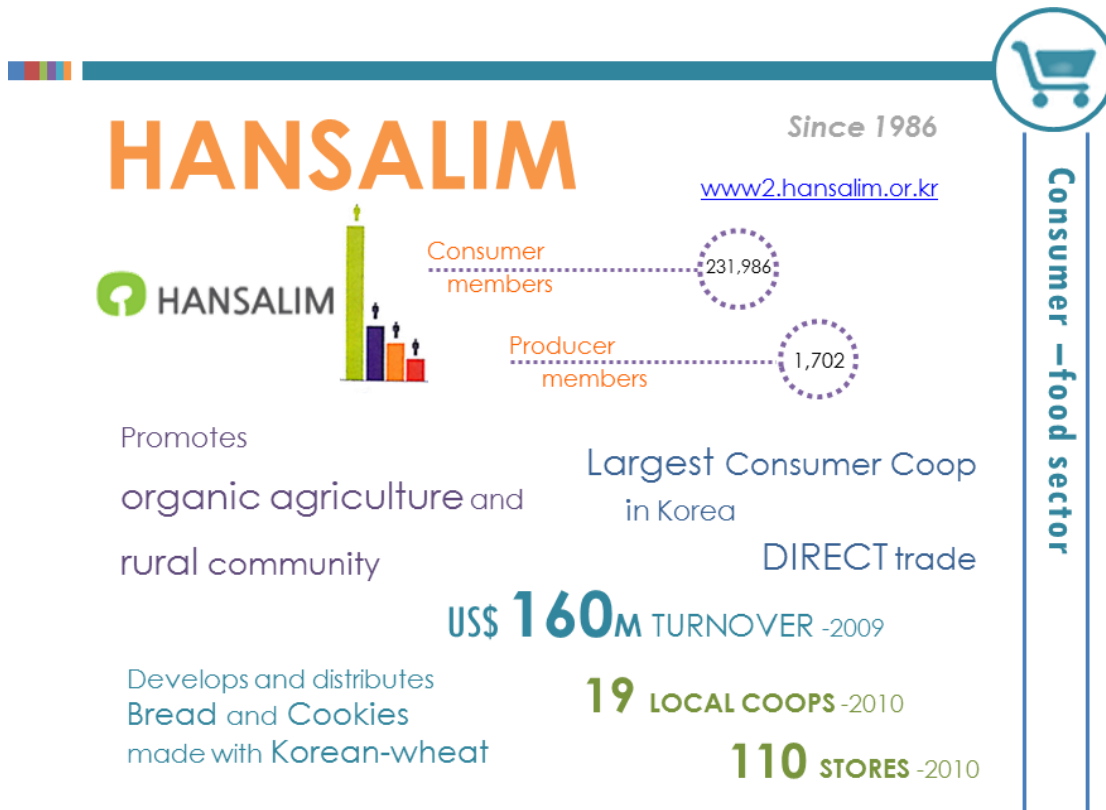 HANSALIM
Since 1986
www2.hansalim.or.kr
HANSALIM
Consumer
members
231,986
Producer
members
1,702
Promotes
organic agriculture and
rural community
Largest Consumer Coop
in Korea
DIRECT trade
US$ 160M TURNOVER -2009
Develops and distributes
Bread and Cookies
made with Korean-wheat
19 LOCAL COOPS -2010
110 STORES -2010
Consumer –food sector